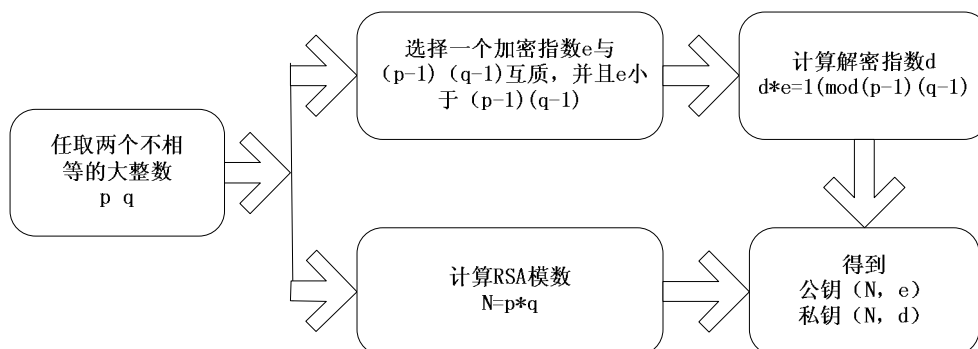 任取两个不相
等的大整数
p q
选择一个加密指数e与
(p-1) (q-1)互质，并且e小
于 (p-1)(q-1)
计算解密指数d
d*e=1(mod(p-1)(q-1)
计算RSA模数
N=p*q
得到
公钥（N，e）
私钥（N，d）